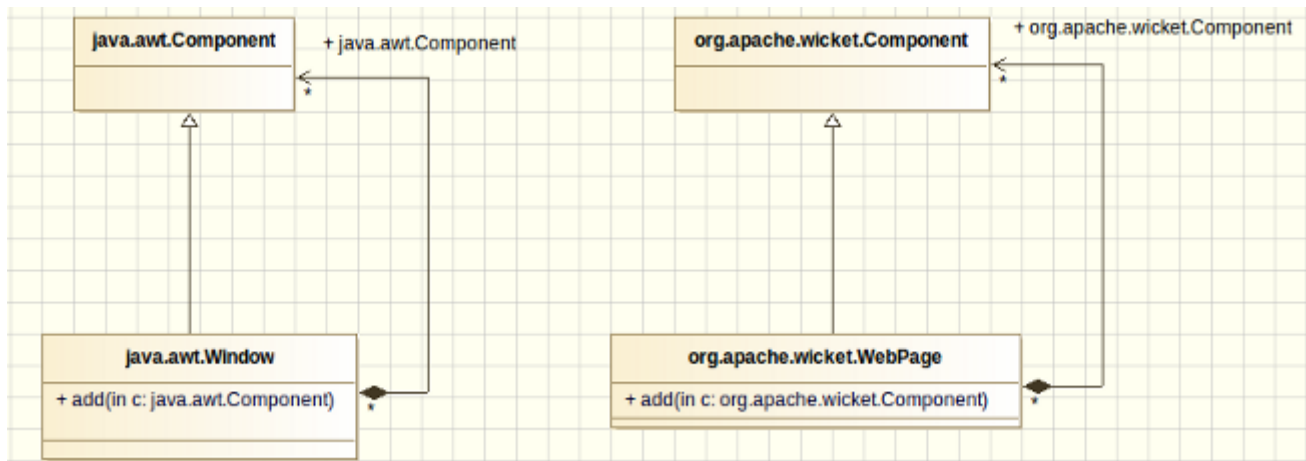 java.awt.Component
+ java.awt.Component
*
java.awt.Window
+ add(in c: java.awt.Component)
*
org.apache.wicket.Component
+ org.apache.wicket.Component
*
org.apache.wicket.WebPage
+ add(in c: org.apache.wicket.Component)
*